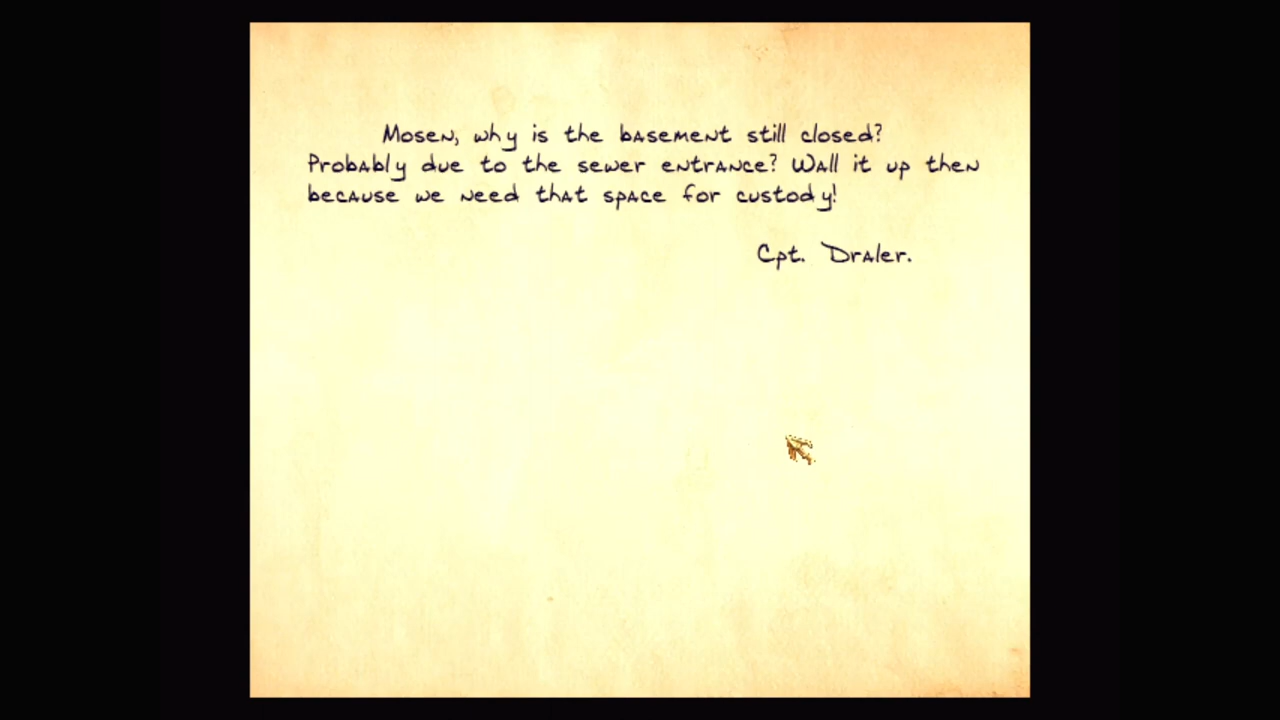 Mosen, why is the basement still closed?
Probably due to the sewer entrance? Wall it up then
because we need that space for custody!
Cpt. Draler.